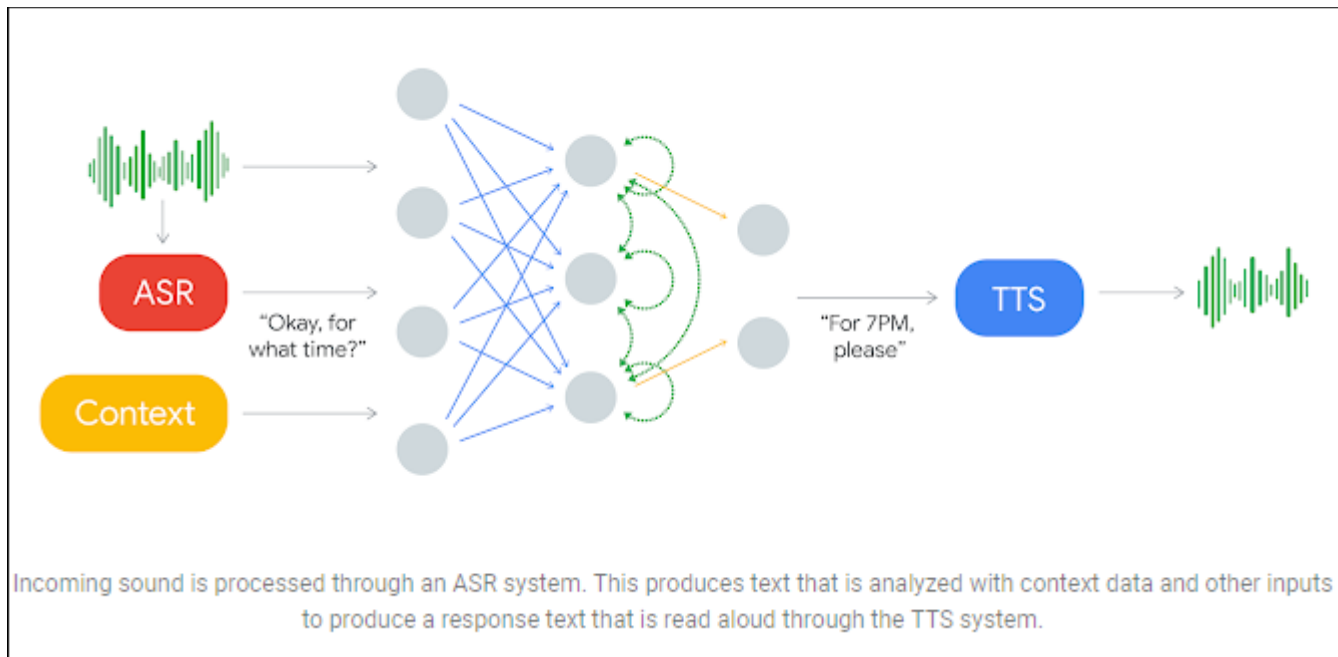 ASR
"Okay, for
what time?"
Context
"For 7PM,
please"
TTS
Incoming sound is processed through an ASR system. This produces text that is analyzed with context data and other inputs
to produce a response text that is read aloud through the TTS system.